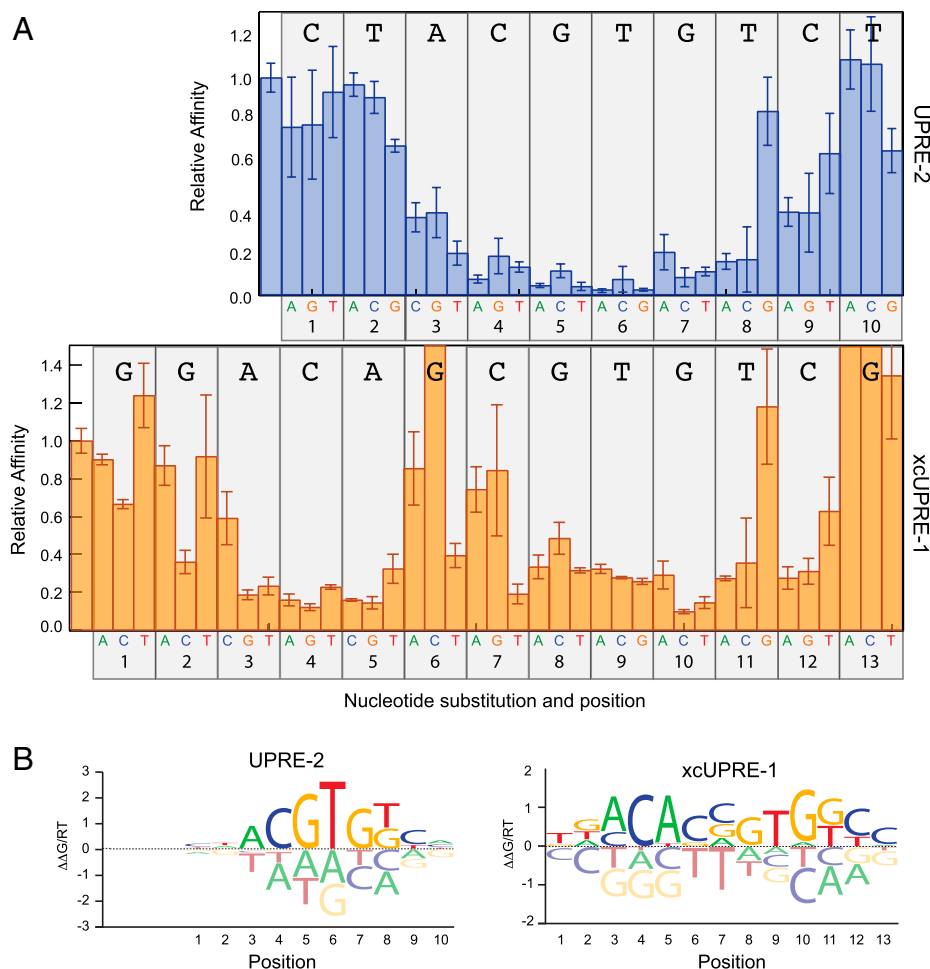 A
C T A C G T G T C T
1.2
1.0
0.8
0.6
0.4
0.2
0.0
Relative Affinity
UPRE-2
A G T A C G C G T A G T A C T A C G A C T A C G A G T A C G
1 2 3 4 5 6 7 8 9 10
G G A C A G C G T G T C G
1.4
1.2
1.0
0.8
0.6
0.4
0.2
0.0
Relative Affinity
xcUPRE-1
A C T A C T C G T A G T C G T A C T A G T A C T A C G A C T A C G A G T A C T
1 2 3 4 5 6 7 8 9 10 11 12 13
Nucleotide substitution and position
B
UPRE-2
3
2
1
0
-1
-2
-3
ΔΔG/RT
A C G T G T G C
T T A A T A G T C C A A G
1 2 3 4 5 6 7 8 9 10
Position
xcUPRE-1
2
1
0
-1
-2
ΔΔG/RT
T G T A C C A C C G G T G G T C T C
C C T G A G C G T T A C G T C C A A G G
1 2 3 4 5 6 7 8 9 10 11 12 13
Position